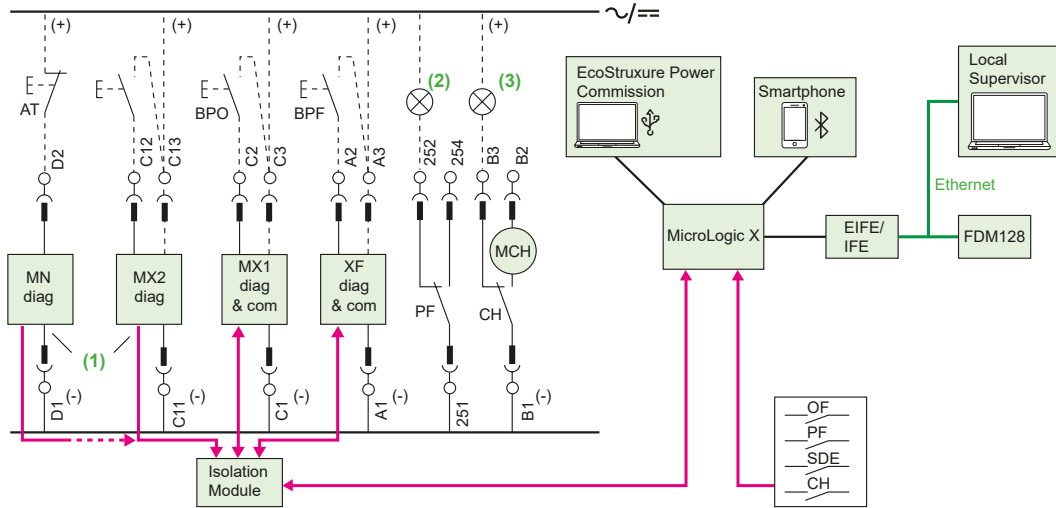 (+)
(+)
(+)
(+)
(+)
(+)
∿/⎓
AT
BPO
BPF
(2)
(3)
D2
C12
C13
C2
C3
A2
A3
252
254
B3
B2
MCH
MN
diag
MX2
diag
MX1
diag
& com
XF
diag
& com
PF
CH
(1)
D1
(-)
C11
(-)
C1
(-)
A1
(-)
251
B1
(-)
Isolation
Module
EcoStruxure Power
Commission
Smartphone
Local
Supervisor
Ethernet
MicroLogic X
EIFE/
IFE
FDM128
OF
PF
SDE
CH